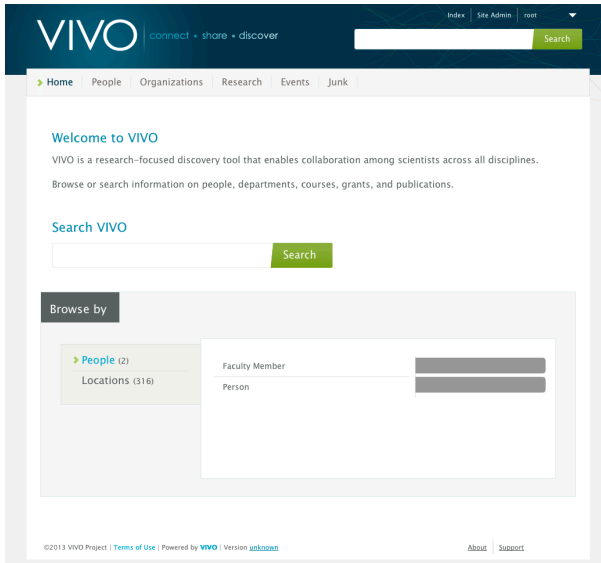 Index Site Admin root
VIVO connect • share • discover
Search
Home People Organizations Research Events Junk
Welcome to VIVO
VIVO is a research-focused discovery tool that enables collaboration among scientists across all disciplines.
Browse or search information on people, departments, courses, grants, and publications.
Search VIVO
Search
Browse by
People (2)
Locations (316)
Faculty Member
Person
©2013 VIVO Project | Terms of Use | Powered by VIVO | Version unknown
About Support